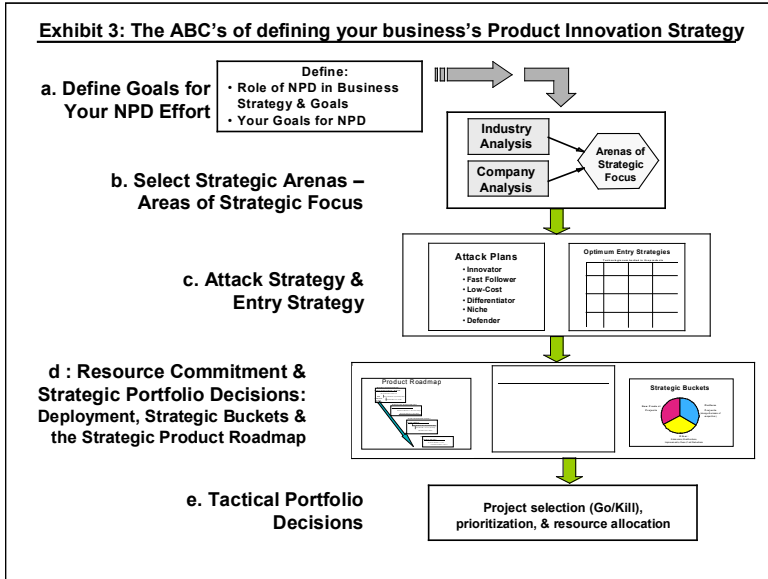 Exhibit 3: The ABC’s of defining your business’s Product Innovation Strategy
a. Define Goals for
Your NPD Effort
Define:
• Role of NPD in Business
Strategy & Goals
• Your Goals for NPD
Industry
Analysis
Company
Analysis
Arenas of
Strategic
Focus
b. Select Strategic Arenas –
Areas of Strategic Focus
c. Attack Strategy &
Entry Strategy
Attack Plans
• Innovator
• Fast Follower
• Low-Cost
• Differentiator
• Niche
• Defender
Optimum Entry Strategies
d : Resource Commitment &
Strategic Portfolio Decisions:
Deployment, Strategic Buckets &
the Strategic Product Roadmap
Product Roadmap
Strategic Buckets
e. Tactical Portfolio
Decisions
Project selection (Go/Kill),
prioritization, & resource allocation